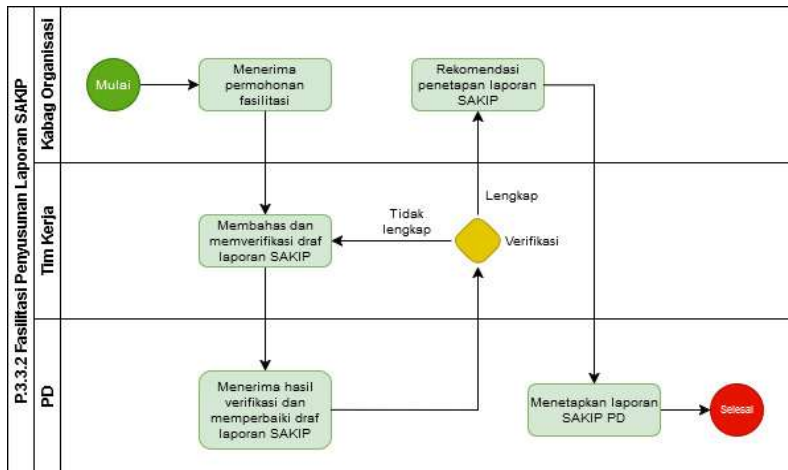 P.3.3.2 Fasilitasi Penyusunan Laporan SAKIP
Kabag Organisasi
Mulai
Menerima
permohonan
fasilitasi
Rekomendasi
penetapan laporan
SAKIP
Tim Kerja
Membahas dan
memverifikasi draf
laporan SAKIP
Tidak
lengkap
Lengkap
Verifikasi
PD
Menerima hasil
verifikasi dan
memperbaiki draf
laporan SAKIP
Menetapkan laporan
SAKIP PD
Selesai